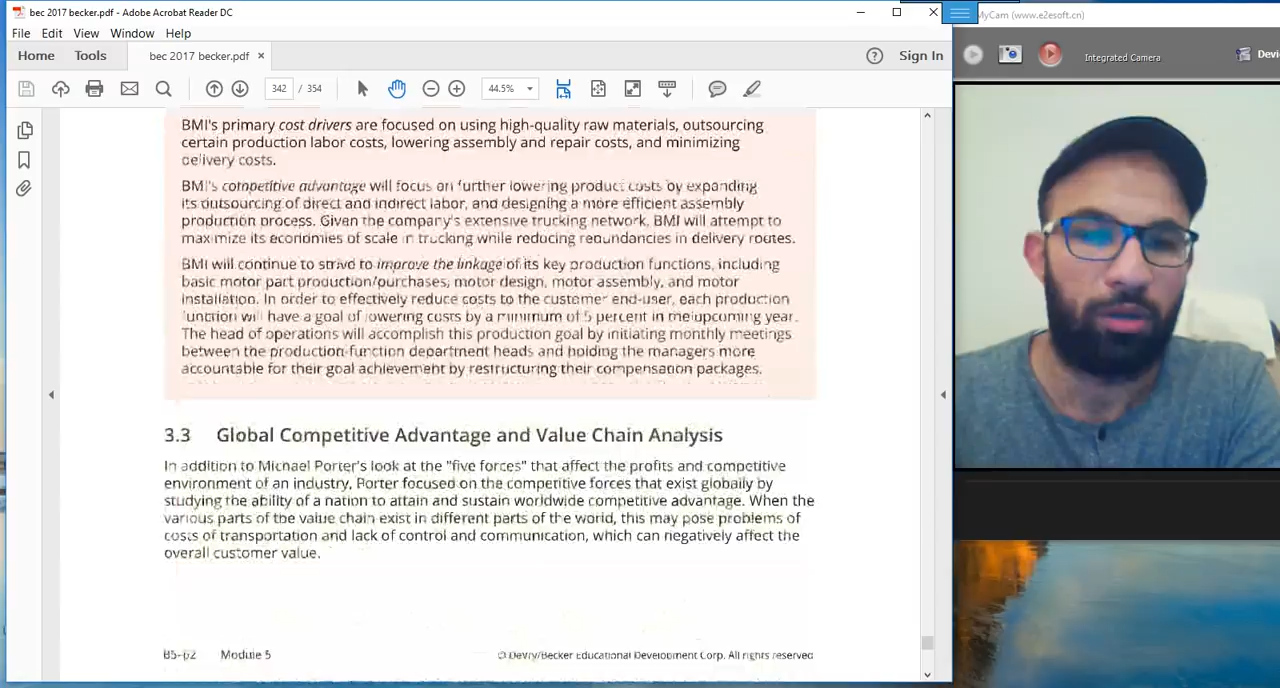 bec 2017 becker.pdf - Adobe Acrobat Reader DC
MyCam (www.e2esoft.cn)
File Edit View Window Help
Home Tools bec 2017 becker.pdf × Sign In
Integrated Camera Devi
342 / 354 44.5%
BMI's primary cost drivers are focused on using high-quality raw materials, outsourcing
certain production labor costs, lowering assembly and repair costs, and minimizing
delivery costs.
BMI's competitive advantage will focus on further lowering product costs by expanding
its outsourcing of direct and indirect labor, and designing a more efficient assembly
production process. Given the company's extensive trucking network, BMI will attempt to
maximize its economies of scale in trucking while reducing redundancies in delivery routes.
BMI will continue to strive to improve the linkage of its key production functions, including
basic motor part production/purchases, motor design, motor assembly, and motor
installation. In order to effectively reduce costs to the customer end-user, each production
function will have a goal of lowering costs by a minimum of 5 percent in the upcoming year.
The head of operations will accomplish this production goal by initiating monthly meetings
between the production-function department heads and holding the managers more
accountable for their goal achievement by restructuring their compensation packages.
3.3 Global Competitive Advantage and Value Chain Analysis
In addition to Michael Porter's look at the "five forces" that affect the profits and competitive
environment of an industry, Porter focused on the competitive forces that exist globally by
studying the ability of a nation to attain and sustain worldwide competitive advantage. When the
various parts of the value chain exist in different parts of the world, this may pose problems of
costs of transportation and lack of control and communication, which can negatively affect the
overall customer value.
B5-62 Module 5 © DeVry/Becker Educational Development Corp. All rights reserved